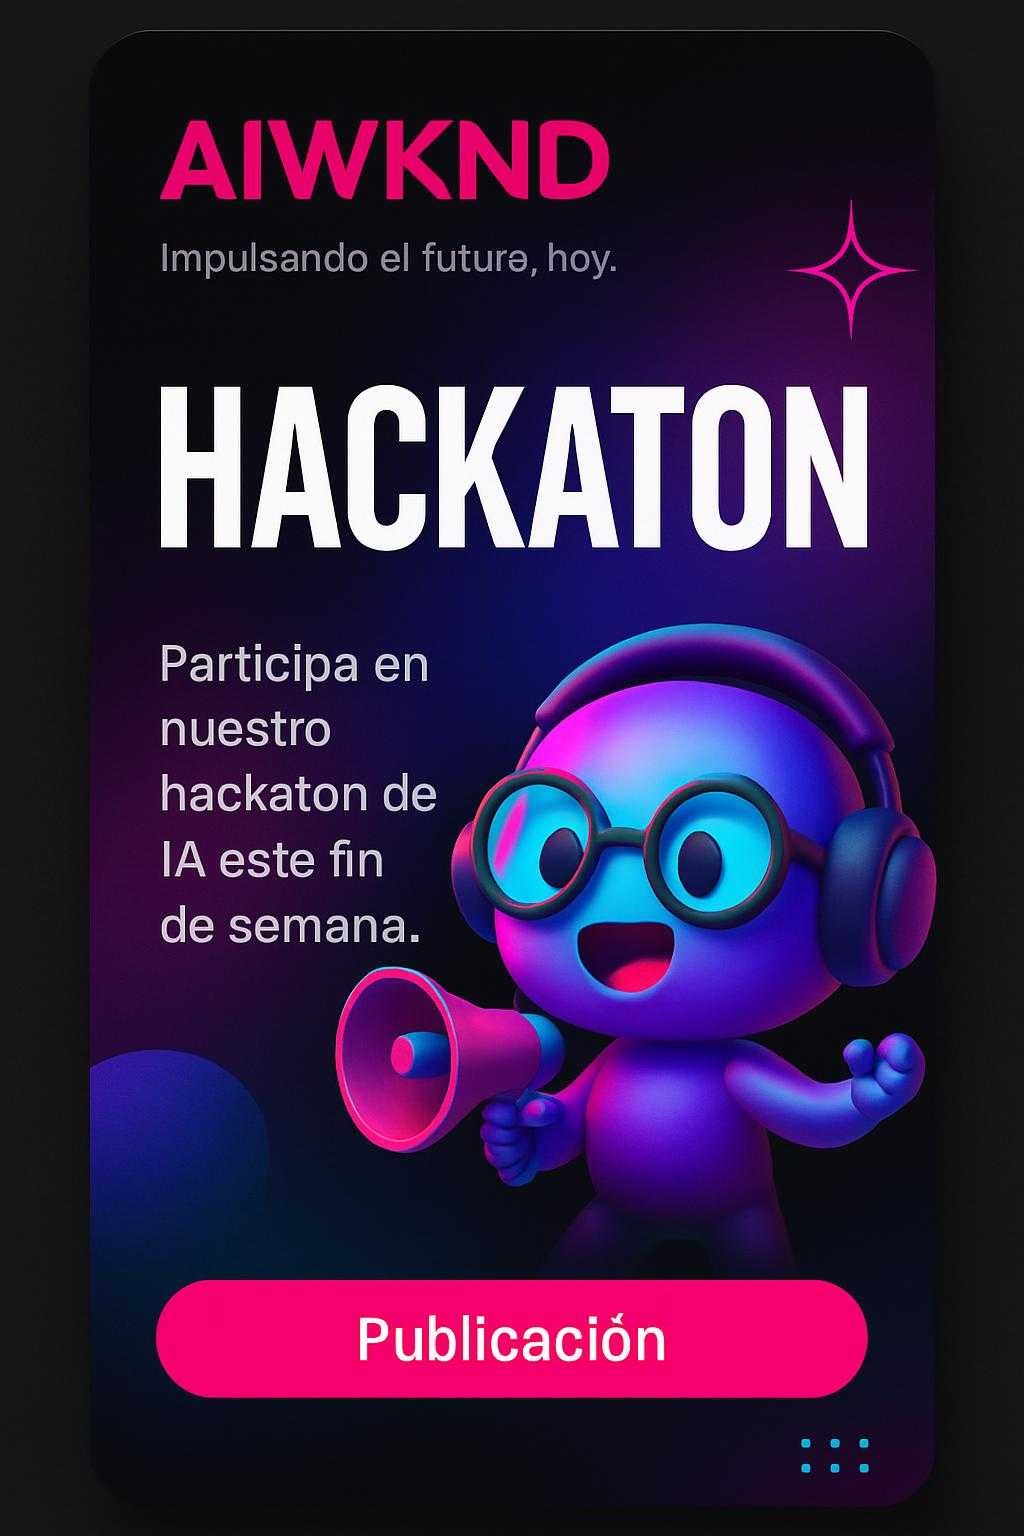 AIWKND
Impulsando el futurə, hoy.
HACKATON
Participa en
nuestro
hackaton de
IA este fin
de semana.
Publicación